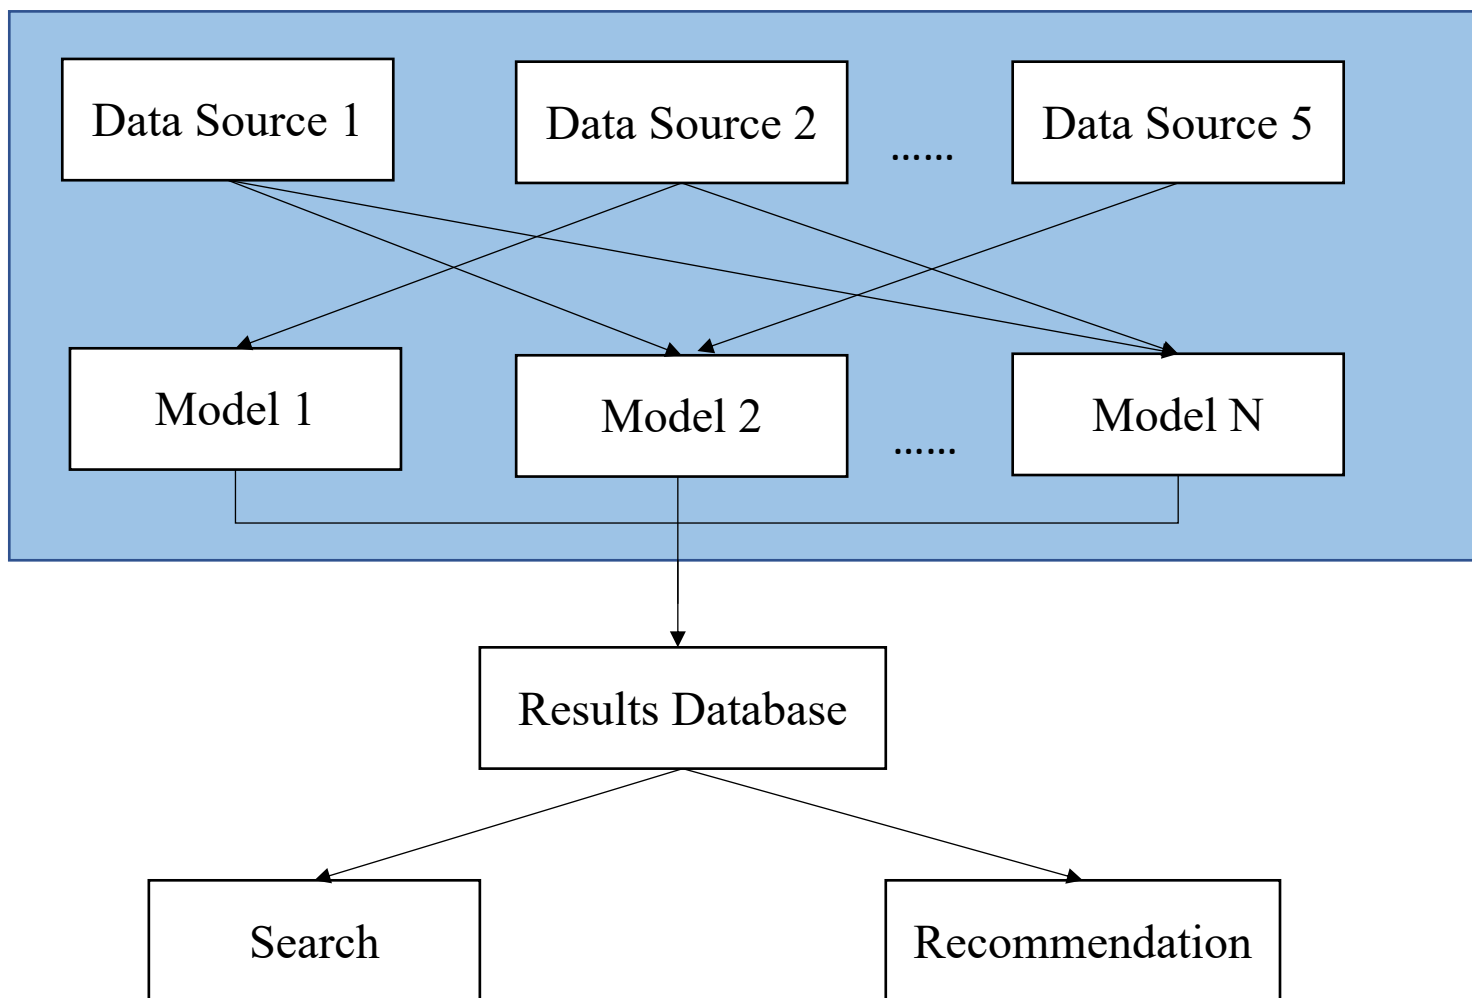 Data Source 1
Data Source 2
......
Data Source 5
Model 1
Model 2
......
Model N
Results Database
Search
Recommendation